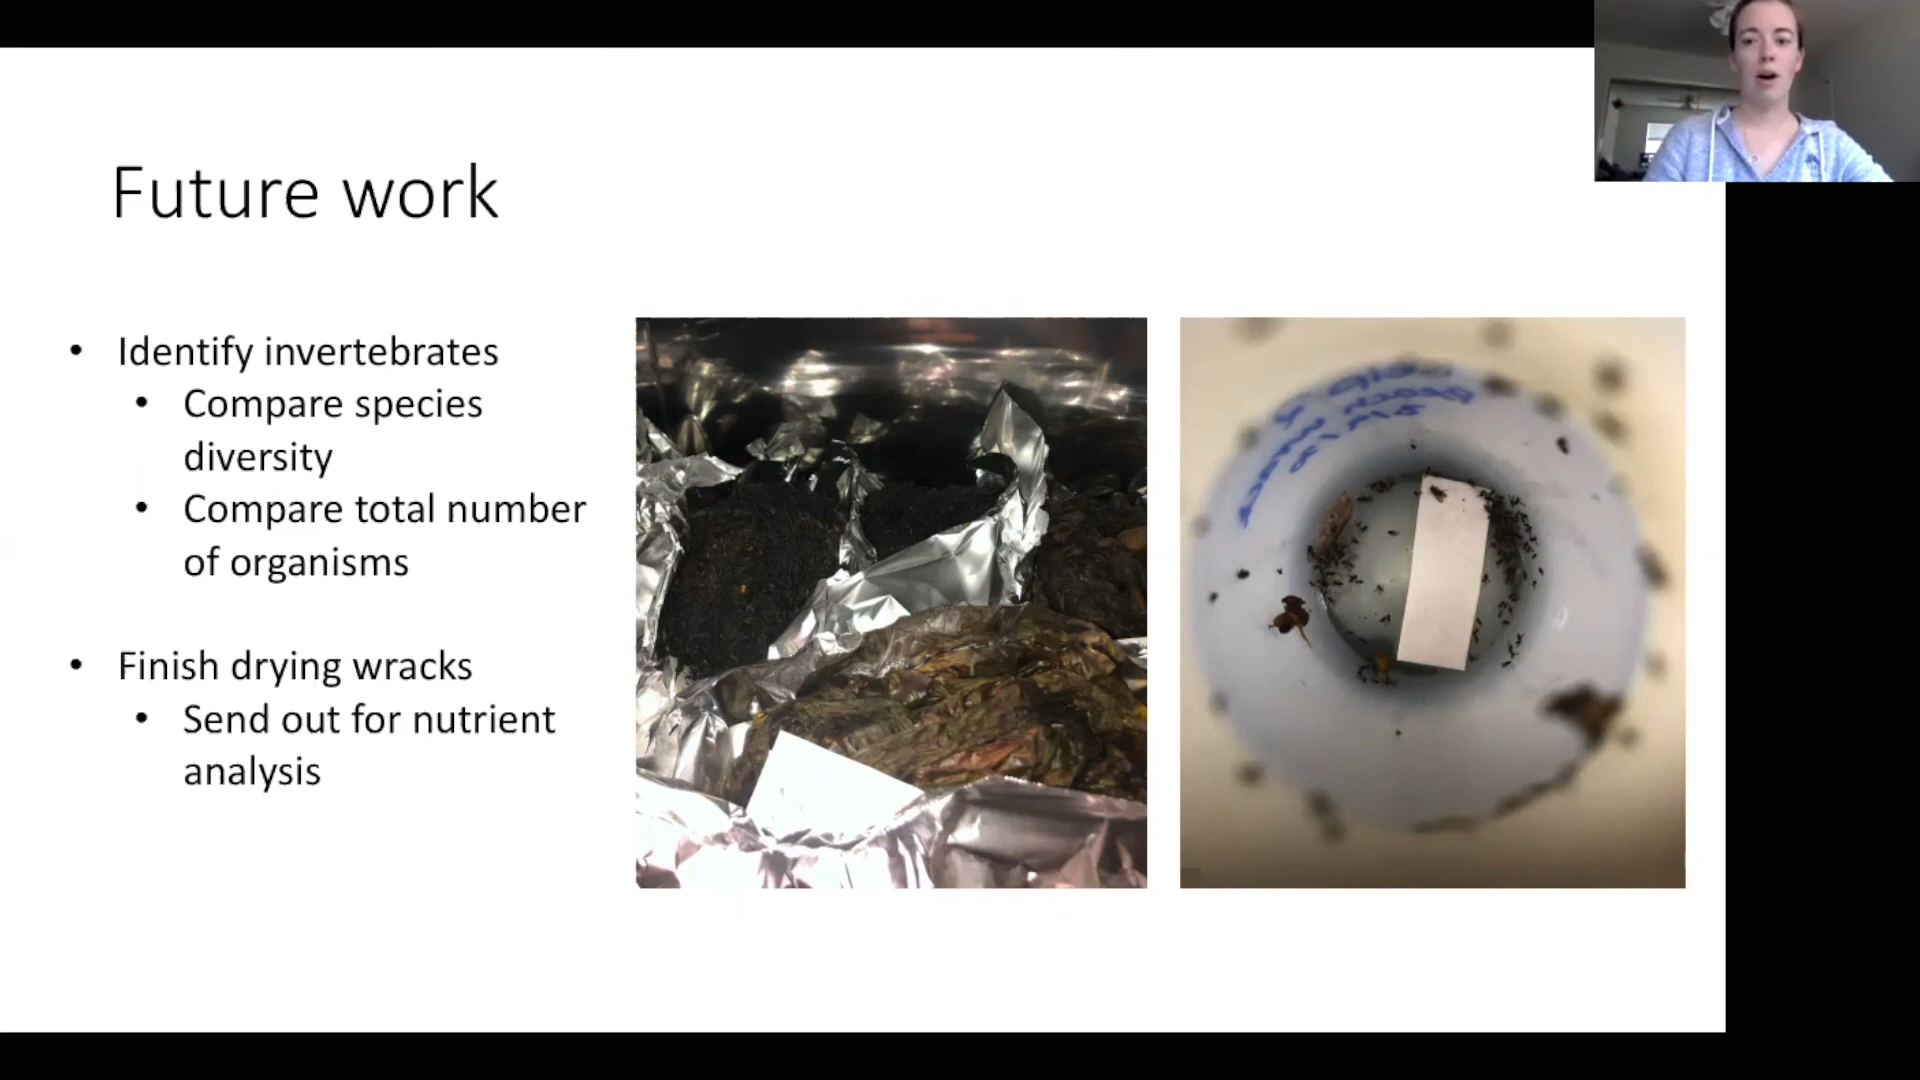 Future work
• Identify invertebrates
• Compare species
diversity
• Compare total number
of organisms
• Finish drying wracks
• Send out for nutrient
analysis